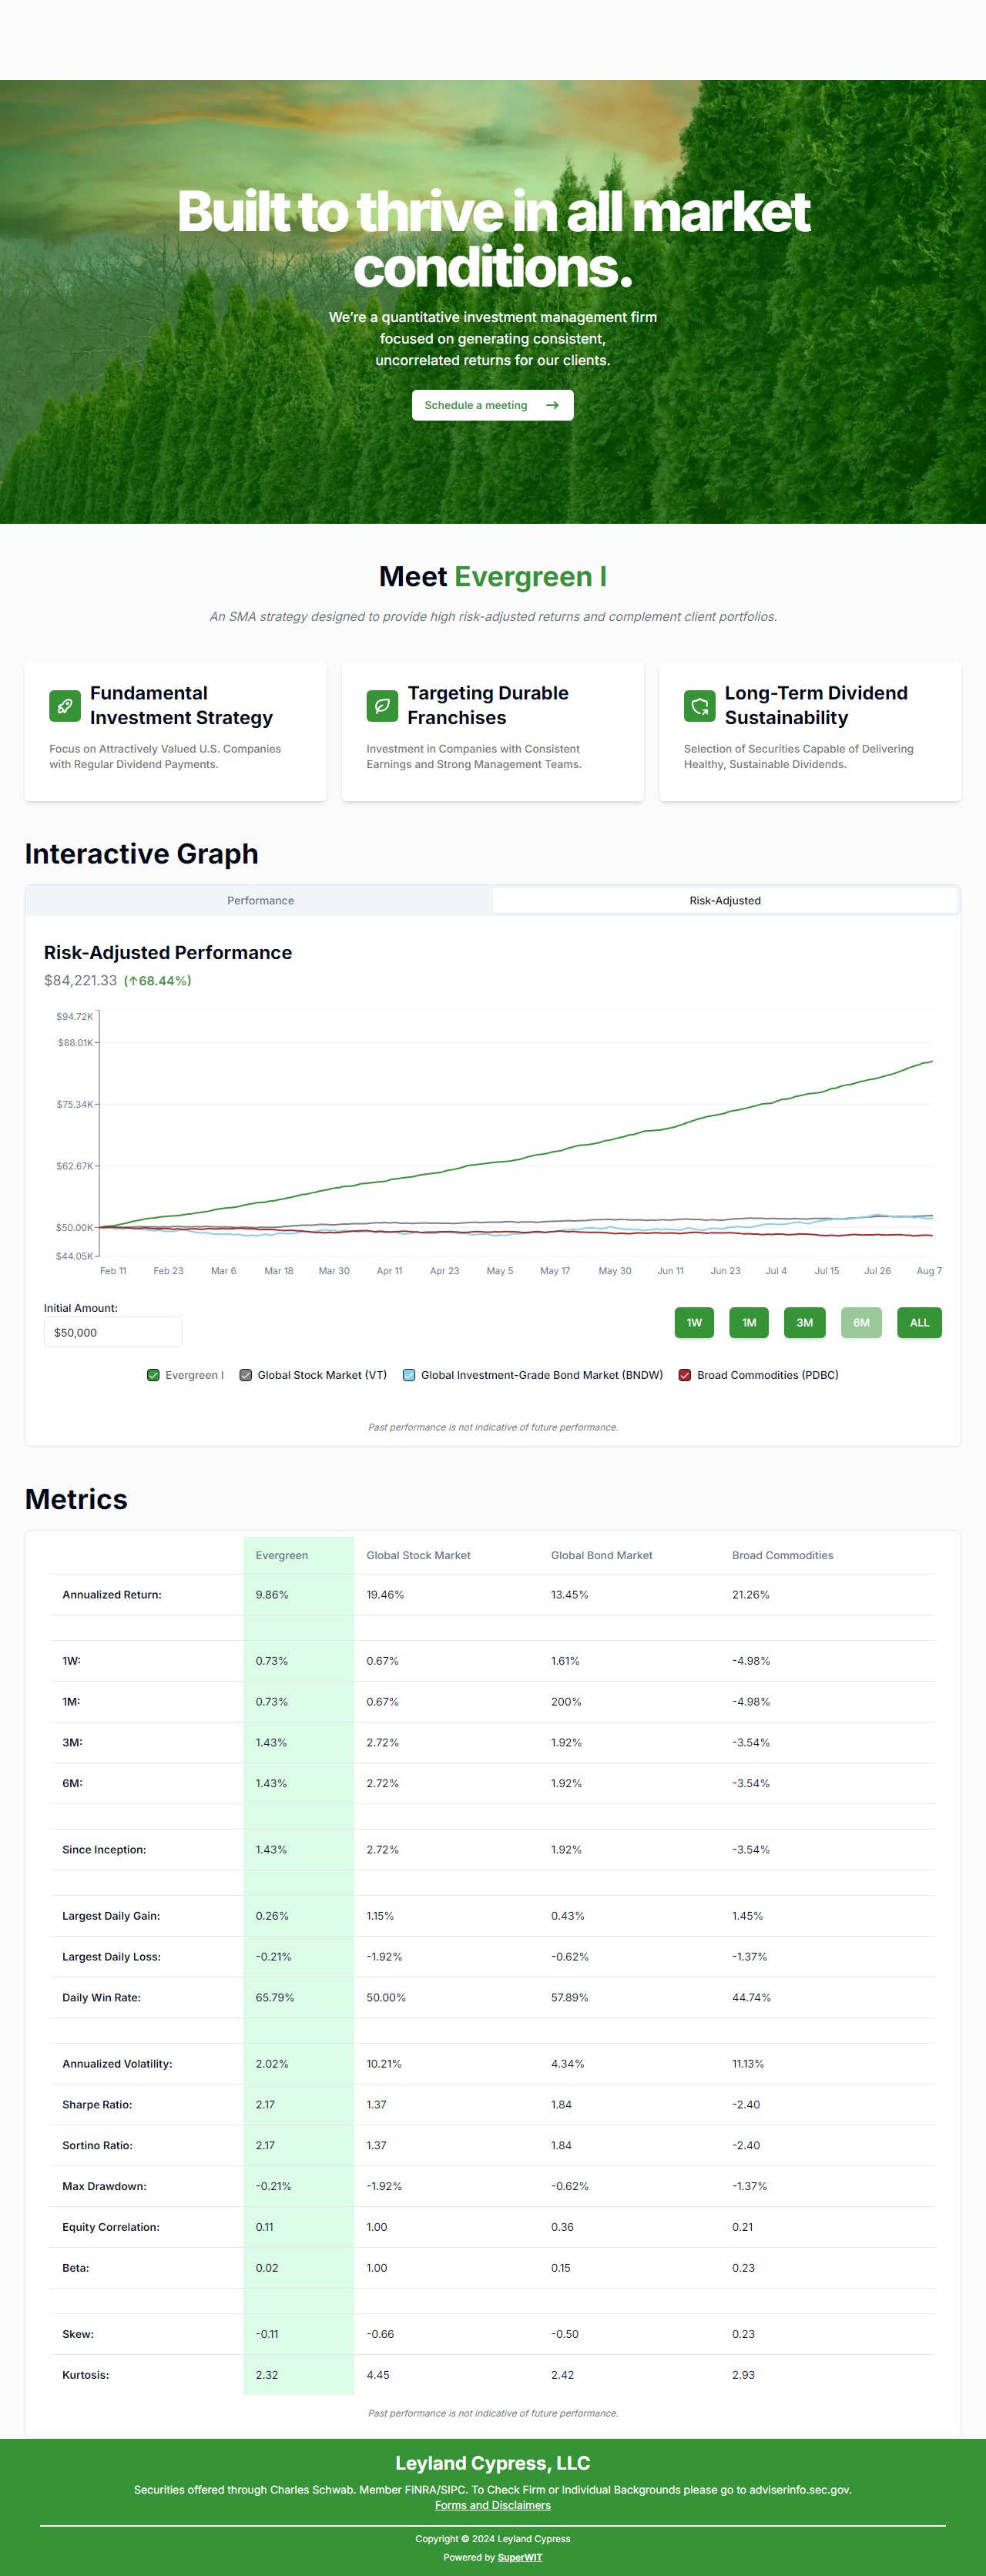 Built to thrive in all market
conditions.
We're a quantitative investment management firm
focused on generating consistent,
uncorrelated returns for our clients.
Schedule a meeting →
Meet Evergreen I
An SMA strategy designed to provide high risk-adjusted returns and complement client portfolios.
Fundamental
Investment Strategy
Focus on Attractively Valued U.S. Companies
with Regular Dividend Payments.
Targeting Durable
Franchises
Investment in Companies with Consistent
Earnings and Strong Management Teams.
Long-Term Dividend
Sustainability
Selection of Securities Capable of Delivering
Healthy, Sustainable Dividends.
Interactive Graph
Performance Risk-Adjusted
Risk-Adjusted Performance
$84,221.33 (↑68.44%)
$94.72K
$88.01K
$75.34K
$62.67K
$50.00K
$44.05K
Feb 11 Feb 23 Mar 6 Mar 18 Mar 30 Apr 11 Apr 23 May 5 May 17 May 30 Jun 11 Jun 23 Jul 4 Jul 15 Jul 26 Aug 7
Initial Amount:
$50,000
1W 1M 3M 6M ALL
Evergreen I Global Stock Market (VT) Global Investment-Grade Bond Market (BNDW) Broad Commodities (PDBC)
Past performance is not indicative of future performance.
Metrics
Evergreen Global Stock Market Global Bond Market Broad Commodities
Annualized Return: 9.86% 19.46% 13.45% 21.26%
1W: 0.73% 0.67% 1.61% -4.98%
1M: 0.73% 0.67% 200% -4.98%
3M: 1.43% 2.72% 1.92% -3.54%
6M: 1.43% 2.72% 1.92% -3.54%
Since Inception: 1.43% 2.72% 1.92% -3.54%
Largest Daily Gain: 0.26% 1.15% 0.43% 1.45%
Largest Daily Loss: -0.21% -1.92% -0.62% -1.37%
Daily Win Rate: 65.79% 50.00% 57.89% 44.74%
Annualized Volatility: 2.02% 10.21% 4.34% 11.13%
Sharpe Ratio: 2.17 1.37 1.84 -2.40
Sortino Ratio: 2.17 1.37 1.84 -2.40
Max Drawdown: -0.21% -1.92% -0.62% -1.37%
Equity Correlation: 0.11 1.00 0.36 0.21
Beta: 0.02 1.00 0.15 0.23
Skew: -0.11 -0.66 -0.50 0.23
Kurtosis: 2.32 4.45 2.42 2.93
Past performance is not indicative of future performance.
Leyland Cypress, LLC
Securities offered through Charles Schwab. Member FINRA/SIPC. To Check Firm or Individual Backgrounds please go to adviserinfo.sec.gov.
Forms and Disclaimers
Copyright © 2024 Leyland Cypress
Powered by SuperWIT